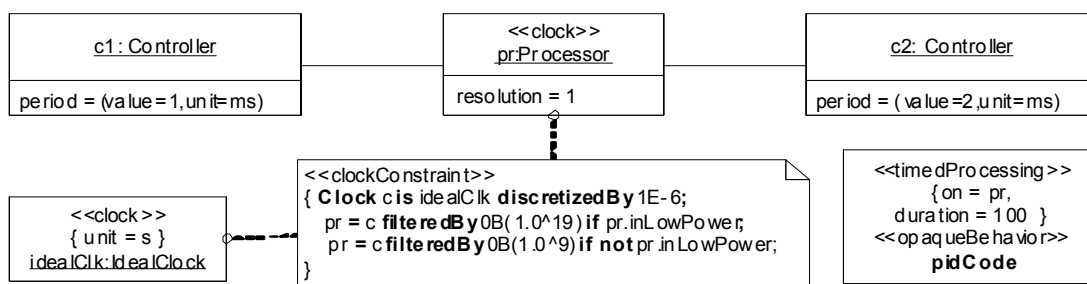 c1: Controller
period = (value=1,unit=ms)
<<clock>>
pr:Processor
resolution = 1
c2: Controller
period = ( value=2,unit=ms)
<<clock>>
{ unit = s }
idealClk:IdealClock
<<clockConstraint>>
{ Clock c is idealClk discretizedBy 1E-6;
pr = c filteredBy 0B( 1.0^19) if pr.inLowPower;
pr = c filteredBy 0B(1.0^9) if not pr.inLowPower;
}
<<timedProcessing>>
{ on = pr,
duration = 100 }
<<opaqueBehavior>>
pidCode